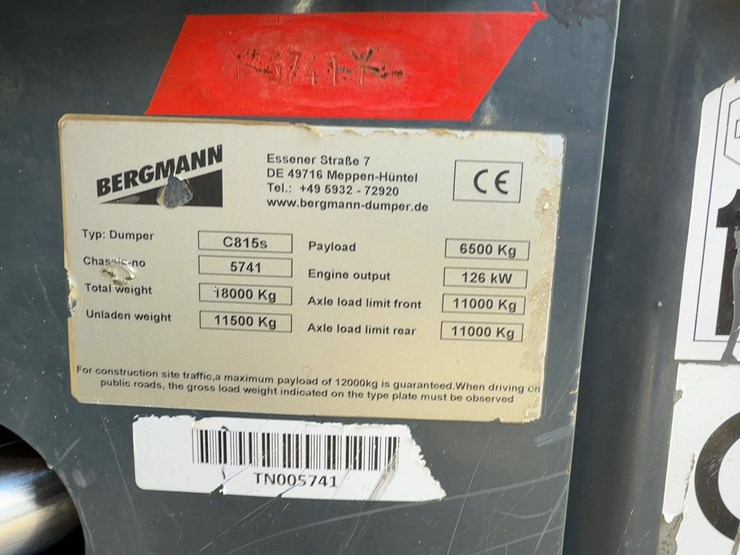 *5741*
BERGMANN
Essener Straße 7
DE 49716 Meppen-Hüntel
Tel.: +49 5932 - 72920
www.bergmann-dumper.de
CE
Typ: Dumper C815s Payload 6500 Kg
Chassis-no 5741 Engine output 126 kW
Total weight 18000 Kg Axle load limit front 11000 Kg
Unladen weight 11500 Kg Axle load limit rear 11000 Kg
For construction site traffic,a maximum payload of 12000kg is guaranteed.When driving on
public roads, the gross load weight indicated on the type plate must be observed
TN005741